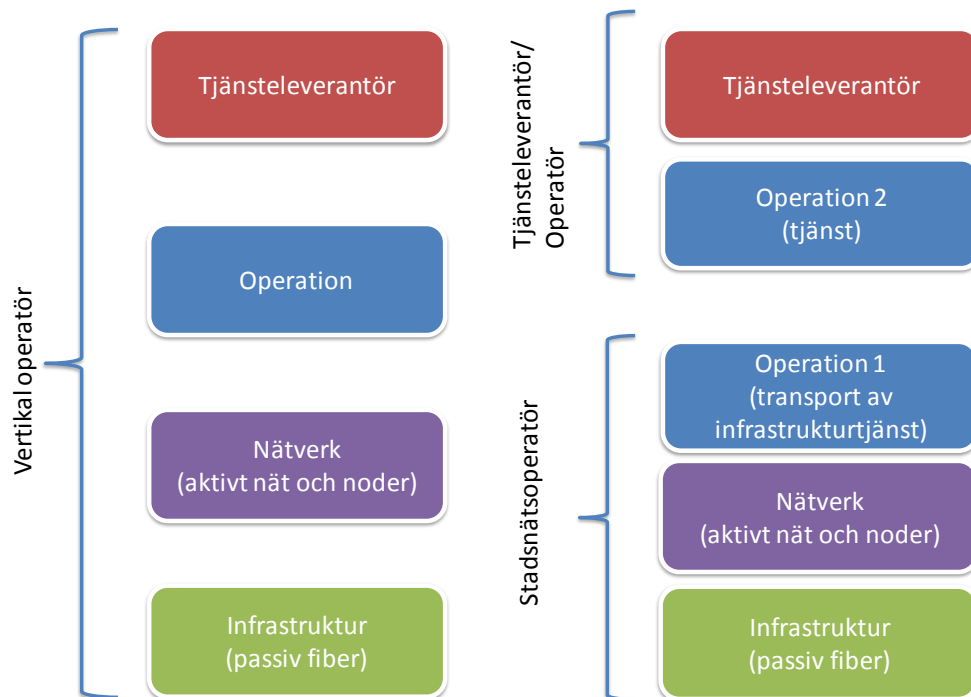 Vertikal operatör
Tjänsteleverantör
Operation
Nätverk
(aktivt nät och noder)
Infrastruktur
(passiv fiber)
Tjänsteleverantör/
Operatör
Tjänsteleverantör
Operation 2
(tjänst)
Stadsnätsoperatör
Operation 1
(transport av
infrastrukturtjänst)
Nätverk
(aktivt nät och noder)
Infrastruktur
(passiv fiber)